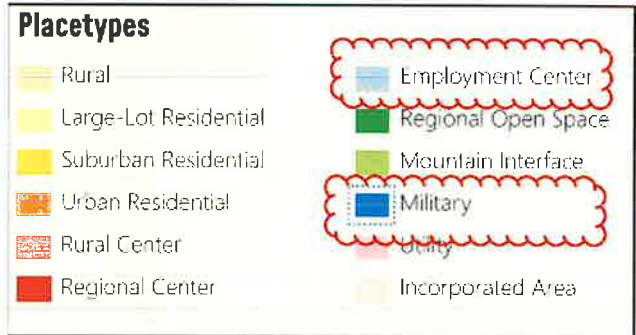 Placetypes
Rural
Large-Lot Residential
Suburban Residential
Urban Residential
Rural Center
Regional Center
Employment Center
Regional Open Space
Mountain Interface
Military
Utility
Incorporated Area